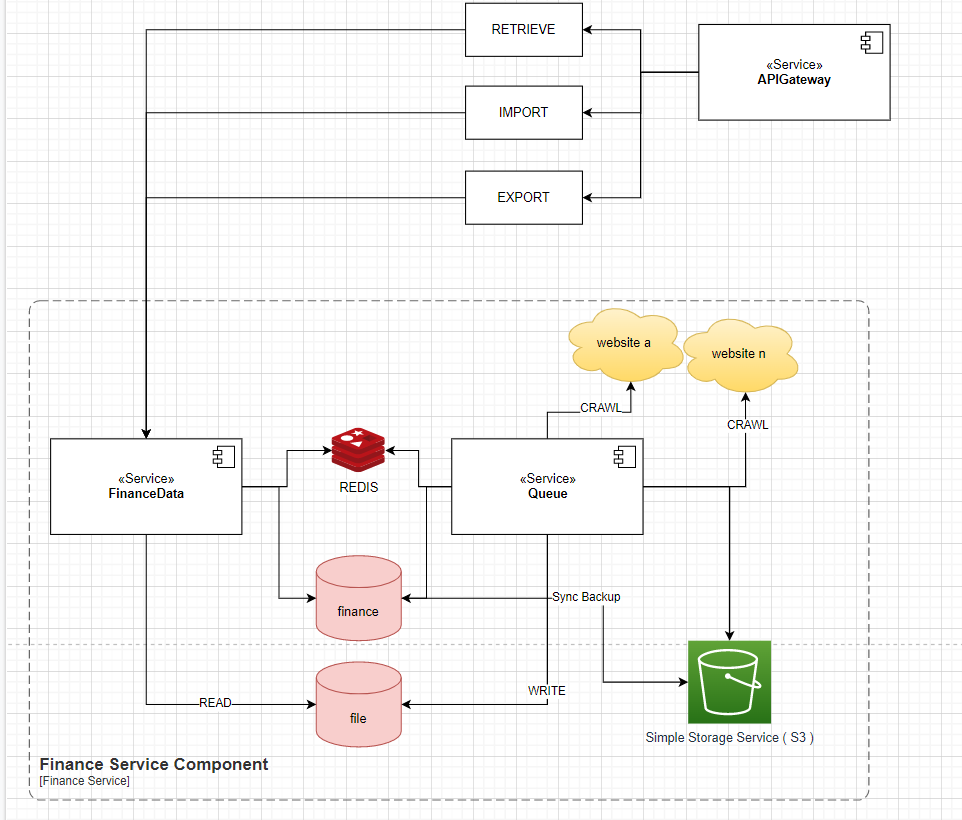 RETRIEVE
«Service»
APIGateway
IMPORT
EXPORT
website a
website n
CRAWL
CRAWL
«Service»
FinanceData
REDIS
«Service»
Queue
finance
Sync Backup
READ
WRITE
file
Simple Storage Service ( S3 )
Finance Service Component
[Finance Service]